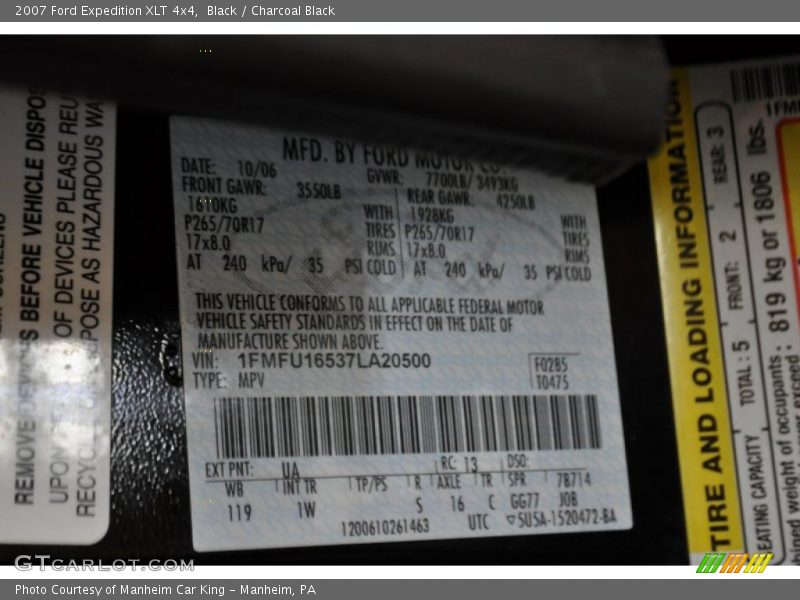 2007 Ford Expedition XLT 4x4,  Black / Charcoal Black
REMOVE DEVICES BEFORE VEHICLE DISPOS
UPON OF DEVICES PLEASE REU
RECYC POSE AS HAZARDOUS WA
MFD. BY FORD MOTOR CO.
DATE: 10/06 GVWR: 7700LB/ 3493KG
FRONT GAWR: 3550LB REAR GAWR: 4250LB
1610KG WITH 1928KG WITH
P265/70R17 TIRES P265/70R17 TIRES
17x8.0 RIMS 17x8.0 RIMS
AT 240 kPa/ 35 PSI COLD AT 240 kPa/ 35 PSI COLD
THIS VEHICLE CONFORMS TO ALL APPLICABLE FEDERAL MOTOR
VEHICLE SAFETY STANDARDS IN EFFECT ON THE DATE OF
MANUFACTURE SHOWN ABOVE.
VIN: 1FMFU16537LA20500 F0285
TYPE: MPV T0475
EXT PNT: UA RC: 13 DSO:
WB INT TR TP/PS R AXLE TR SPR 7B714
119 1W S 16 C GG77 JOB
1200610261463 UTC ▽5U5A-1520472-BA
TIRE AND LOADING INFORMATION
SEATING CAPACITY TOTAL: 5 FRONT: 2 REAR: 3
weight of occupants : 819 kg or 1806 lbs.
1FM
GTCarLot.com
Photo Courtesy of Manheim Car King - Manheim, PA